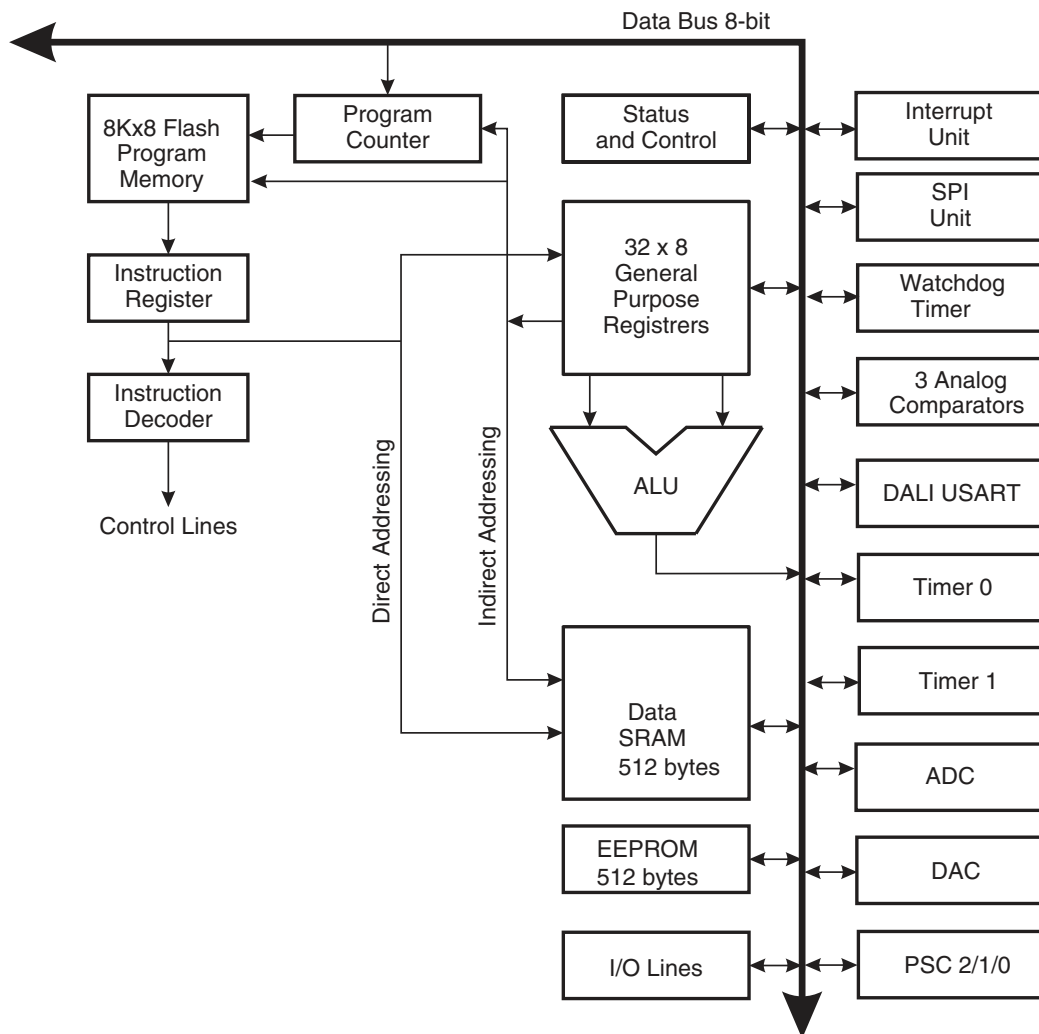 Data Bus 8-bit
8Kx8 Flash
Program
Memory
Program
Counter
Status
and Control
Interrupt
Unit
SPI
Unit
Instruction
Register
32 x 8
General
Purpose
Registrers
Watchdog
Timer
Instruction
Decoder
3 Analog
Comparators
Direct Addressing
Indirect Addressing
ALU
DALI USART
Control Lines
Timer 0
Data
SRAM
512 bytes
Timer 1
ADC
EEPROM
512 bytes
DAC
I/O Lines
PSC 2/1/0